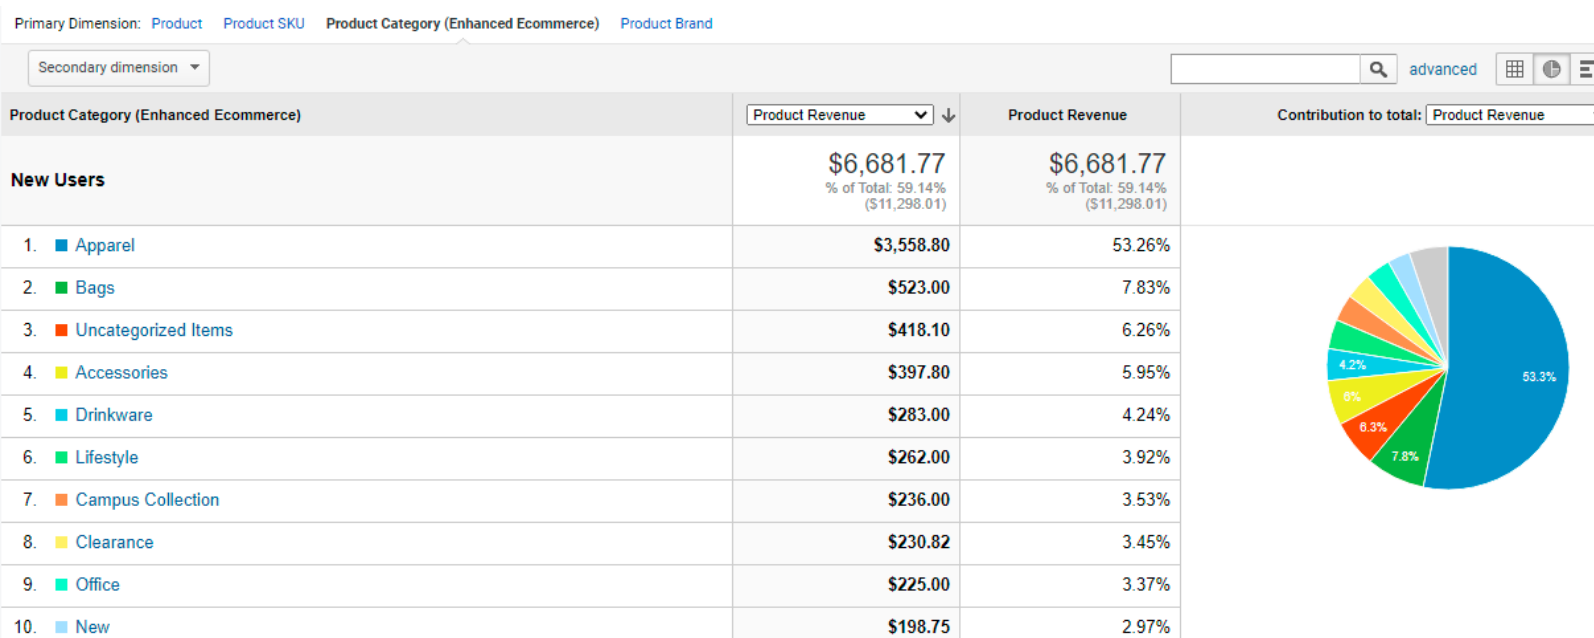 Primary Dimension: Product Product SKU Product Category (Enhanced Ecommerce) Product Brand
Secondary dimension advanced
Product Category (Enhanced Ecommerce) Product Revenue Product Revenue Contribution to total: Product Revenue
New Users $6,681.77 $6,681.77
% of Total: 59.14% % of Total: 59.14%
($11,298.01) ($11,298.01)
1. Apparel $3,558.80 53.26%
2. Bags $523.00 7.83%
3. Uncategorized Items $418.10 6.26%
4. Accessories $397.80 5.95%
5. Drinkware $283.00 4.24%
6. Lifestyle $262.00 3.92%
7. Campus Collection $236.00 3.53%
8. Clearance $230.82 3.45%
9. Office $225.00 3.37%
10. New $198.75 2.97%
4.2%
53.3%
6%
6.3%
7.8%